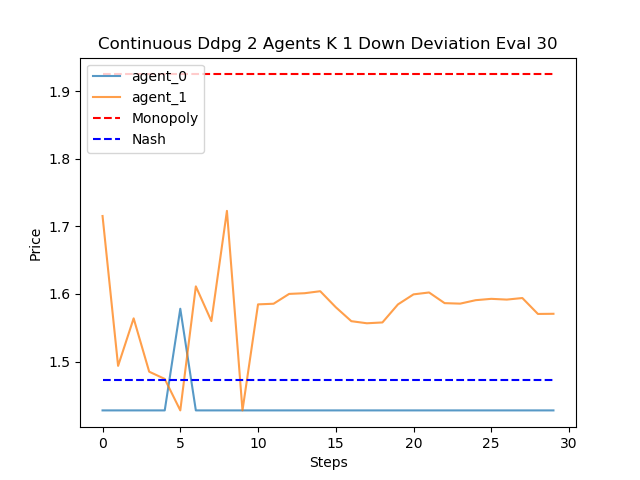 Continuous Ddpg 2 Agents K 1 Down Deviation Eval 30
agent_0
agent_1
Monopoly
Nash
1.9
1.8
1.7
1.6
1.5
Price
0 5 10 15 20 25 30
Steps